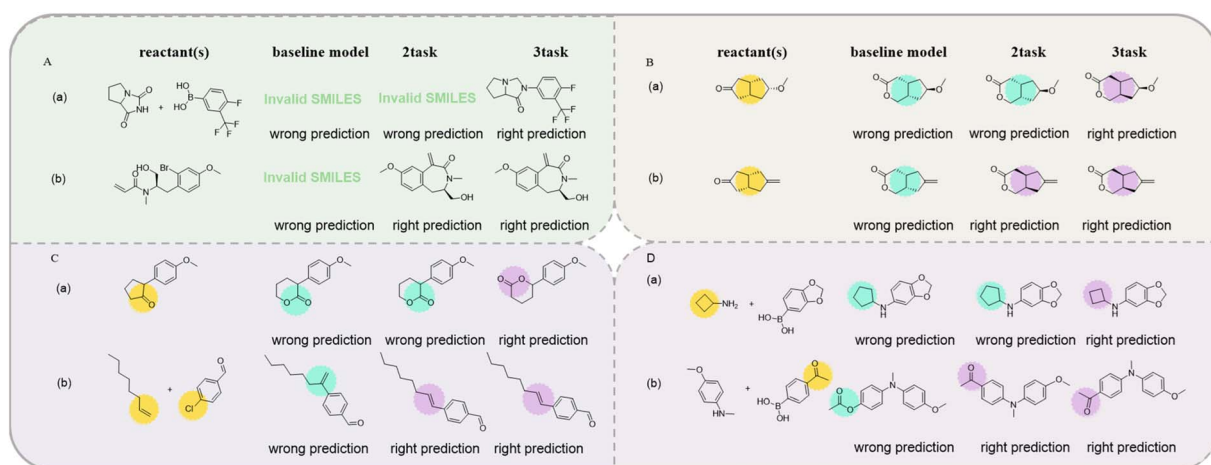 A
reactant(s) baseline model 2task 3task
(a)
+
Invalid SMILES Invalid SMILES
wrong prediction wrong prediction right prediction
(b)
Invalid SMILES
wrong prediction right prediction right prediction
B
reactant(s) baseline model 2task 3task
(a)
wrong prediction wrong prediction right prediction
(b)
wrong prediction right prediction right prediction
C
(a)
wrong prediction wrong prediction right prediction
(b)
+
wrong prediction right prediction right prediction
D
(a)
+
wrong prediction wrong prediction right prediction
(b)
+
wrong prediction right prediction right prediction